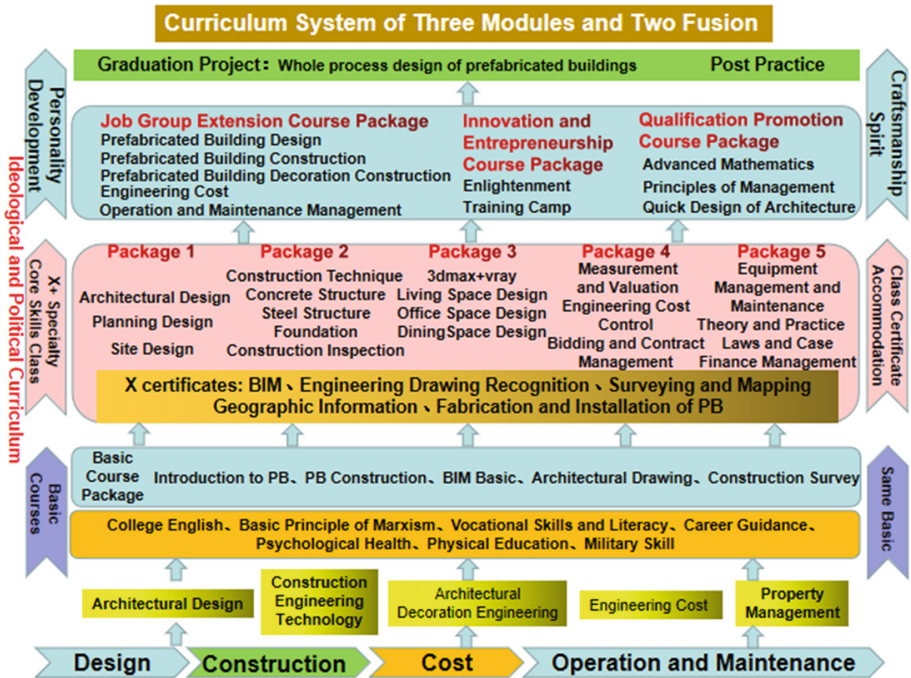 Curriculum System of Three Modules and Two Fusion
Personality
Development
Graduation Project：Whole process design of prefabricated buildings
Post Practice
Craftsmanship
Spirit
Job Group Extension Course Package
Prefabricated Building Design
Prefabricated Building Construction
Prefabricated Building Decoration Construction
Engineering Cost
Operation and Maintenance Management
Innovation and
Entrepreneurship
Course Package
Enlightenment
Training Camp
Qualification Promotion
Course Package
Advanced Mathematics
Principles of Management
Quick Design of Architecture
Ideological and Political Curriculum
X+ Specialty
Core Skills Class
Package 1
Architectural Design
Planning Design
Site Design
Package 2
Construction Technique
Concrete Structure
Steel Structure
Foundation
Construction Inspection
Package 3
3dmax+vray
Living Space Design
Office Space Design
DiningSpace Design
Package 4
Measurement
and Valuation
Engineering Cost
Control
Bidding and Contract
Management
Package 5
Equipment
Management and
Maintenance
Theory and Practice
Laws and Case
Finance Management
Class Certificate
Accommodation
X certificates: BIM、Engineering Drawing Recognition、Surveying and Mapping
Geographic Information、Fabrication and Installation of PB
Basic
Courses
Basic
Course
Package
Introduction to PB、PB Construction、BIM Basic、Architectural Drawing、Construction Survey
Same Basic
College English、Basic Principle of Marxism、Vocational Skills and Literacy、Career Guidance、
Psychological Health、Physical Education、Military Skill
Architectural Design
Construction
Engineering
Technology
Architectural
Decoration Engineering
Engineering Cost
Property
Management
Design
Construction
Cost
Operation and Maintenance